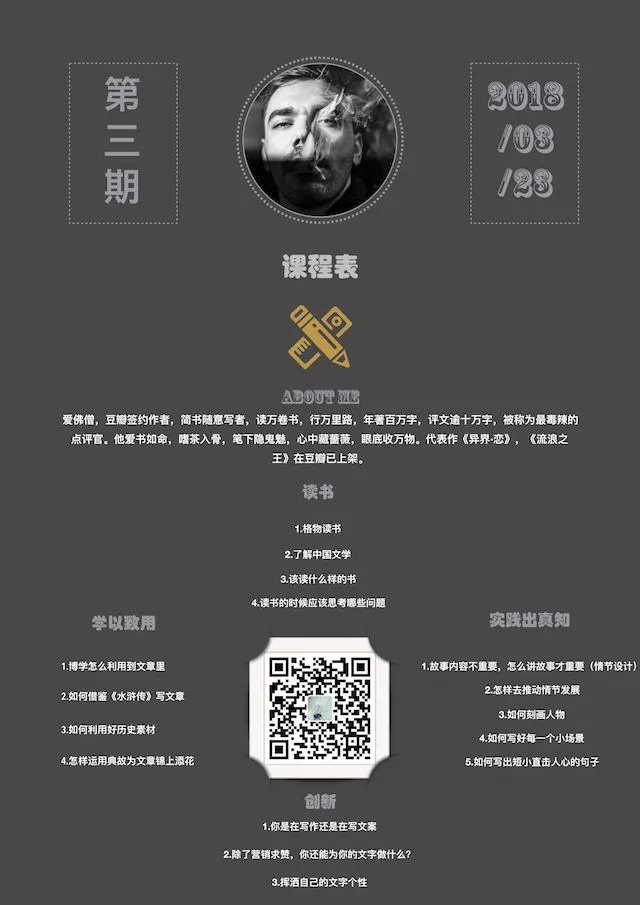 第
三
期
2018
/03
/23
课程表
ABOUT ME
爱佛僧，豆瓣签约作者，简书随意写者，读万卷书，行万里路，年著百万字，评文逾十万字，被称为最毒辣的
点评官。他爱书如命，嗜茶入骨，笔下隐鬼魅，心中藏蔷薇，眼底收万物。代表作《异界·恋》，《流浪之
王》在豆瓣已上架。
读书
1.格物读书
2.了解中国文学
3.该读什么样的书
4.读书的时候应该思考哪些问题
学以致用
1.博学怎么利用到文章里
2.如何借鉴《水浒传》写文章
3.如何利用好历史素材
4.怎样运用典故为文章锦上添花
实践出真知
1.故事内容不重要，怎么讲故事才重要（情节设计）
2.怎样去推动情节发展
3.如何刻画人物
4.如何写好每一个小场景
5.如何写出短小直击人心的句子
创新
1.你是在写作还是在写文案
2.除了营销求赞，你还能为你的文字做什么?
3.挥洒自己的文字个性